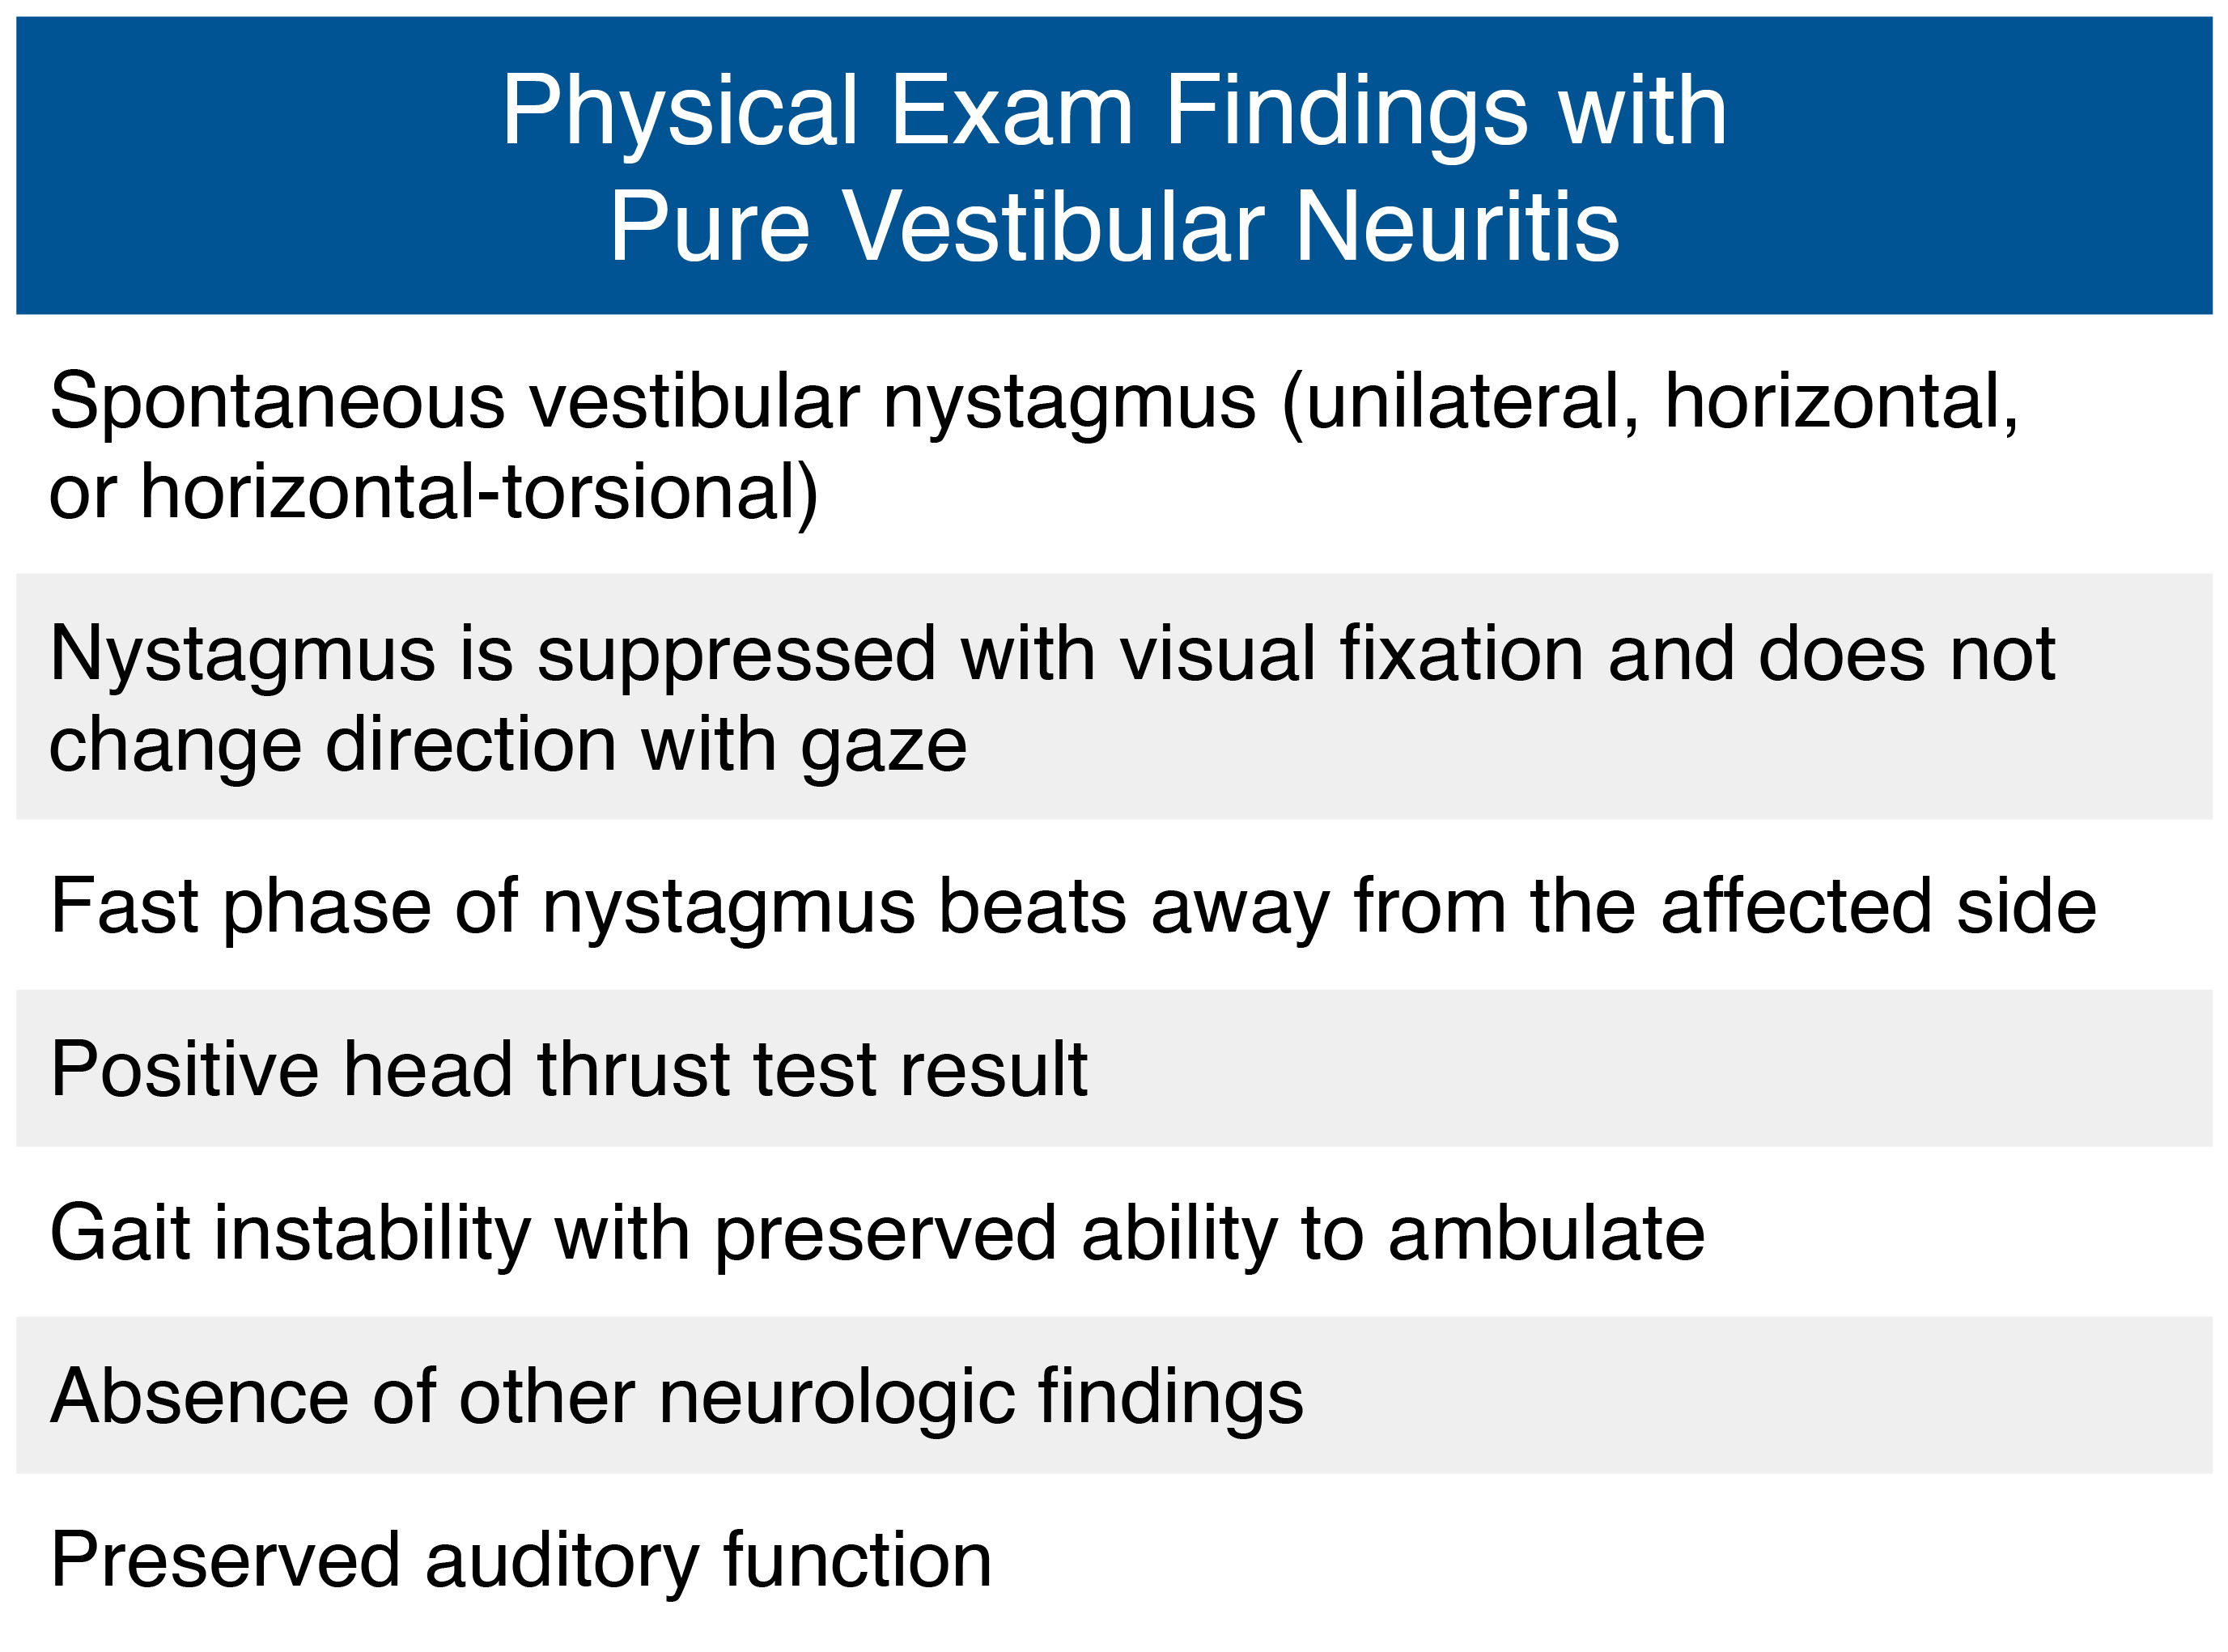 Physical Exam Findings with
Pure Vestibular Neuritis
Spontaneous vestibular nystagmus (unilateral, horizontal,
or horizontal-torsional)
Nystagmus is suppressed with visual fixation and does not
change direction with gaze
Fast phase of nystagmus beats away from the affected side
Positive head thrust test result
Gait instability with preserved ability to ambulate
Absence of other neurologic findings
Preserved auditory function